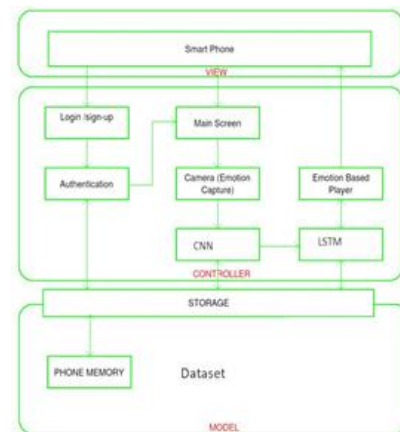 Smart Phone
VIEW
Login /sign-up
Main Screen
Authentication
Camera (Emotion
Capture)
Emotion Based
Player
CNN
LSTM
CONTROLLER
STORAGE
PHONE MEMORY
Dataset
MODEL